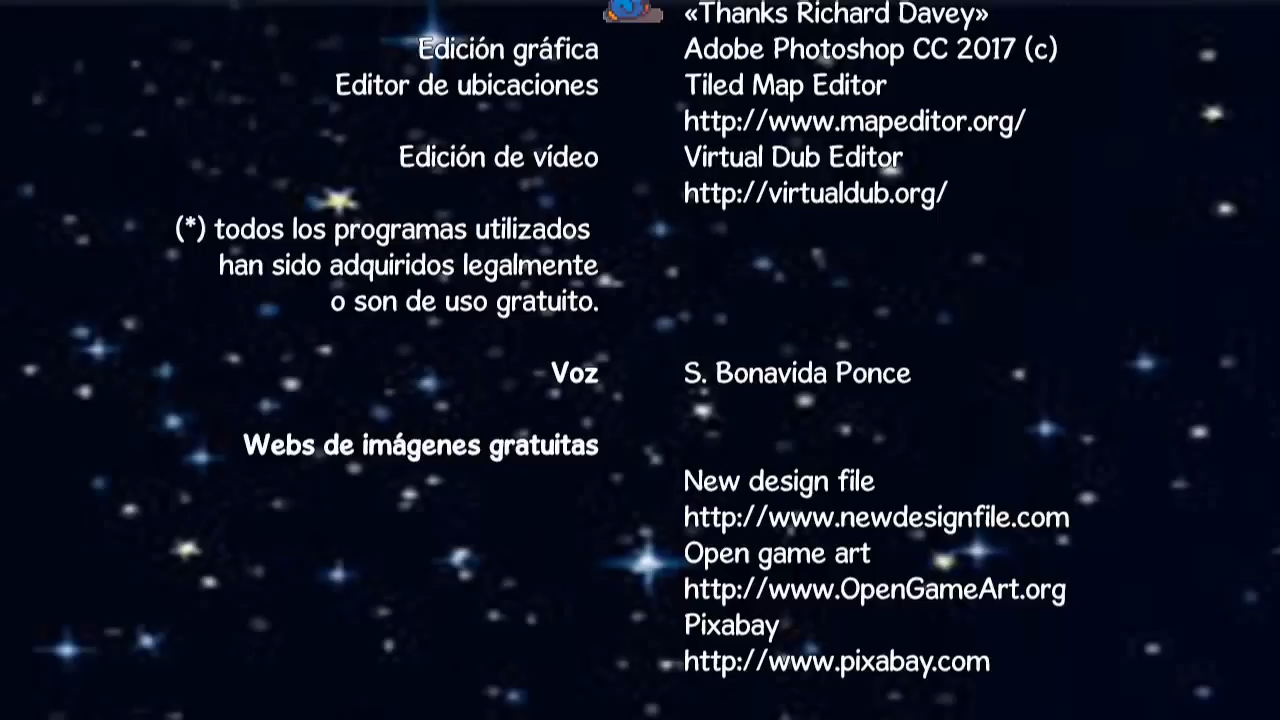 «Thanks Richard Davey»
Edición gráfica Adobe Photoshop CC 2017 (c)
Editor de ubicaciones Tiled Map Editor
http://www.mapeditor.org/
Edición de vídeo Virtual Dub Editor
http://virtualdub.org/
(*) todos los programas utilizados
han sido adquiridos legalmente
o son de uso gratuito.
Voz S. Bonavida Ponce
Webs de imágenes gratuitas
New design file
http://www.newdesignfile.com
Open game art
http://www.OpenGameArt.org
Pixabay
http://www.pixabay.com